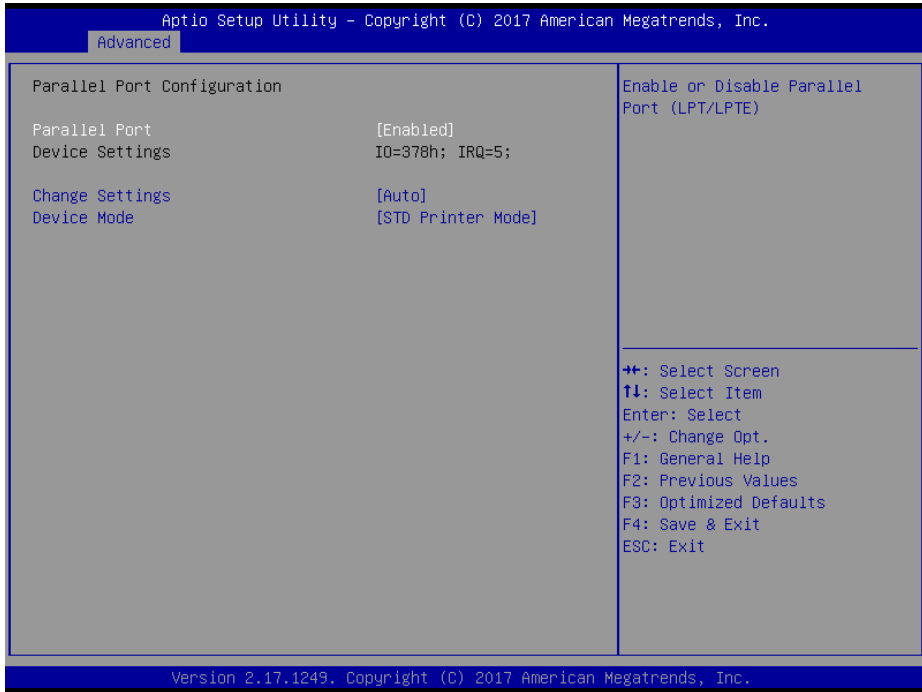 Aptio Setup Utility – Copyright (C) 2017 American Megatrends, Inc.
Advanced
Parallel Port Configuration
Parallel Port [Enabled]
Device Settings IO=378h; IRQ=5;
Change Settings [Auto]
Device Mode [STD Printer Mode]
Enable or Disable Parallel
Port (LPT/LPTE)
→←: Select Screen
↑↓: Select Item
Enter: Select
+/-: Change Opt.
F1: General Help
F2: Previous Values
F3: Optimized Defaults
F4: Save & Exit
ESC: Exit
Version 2.17.1249. Copyright (C) 2017 American Megatrends, Inc.